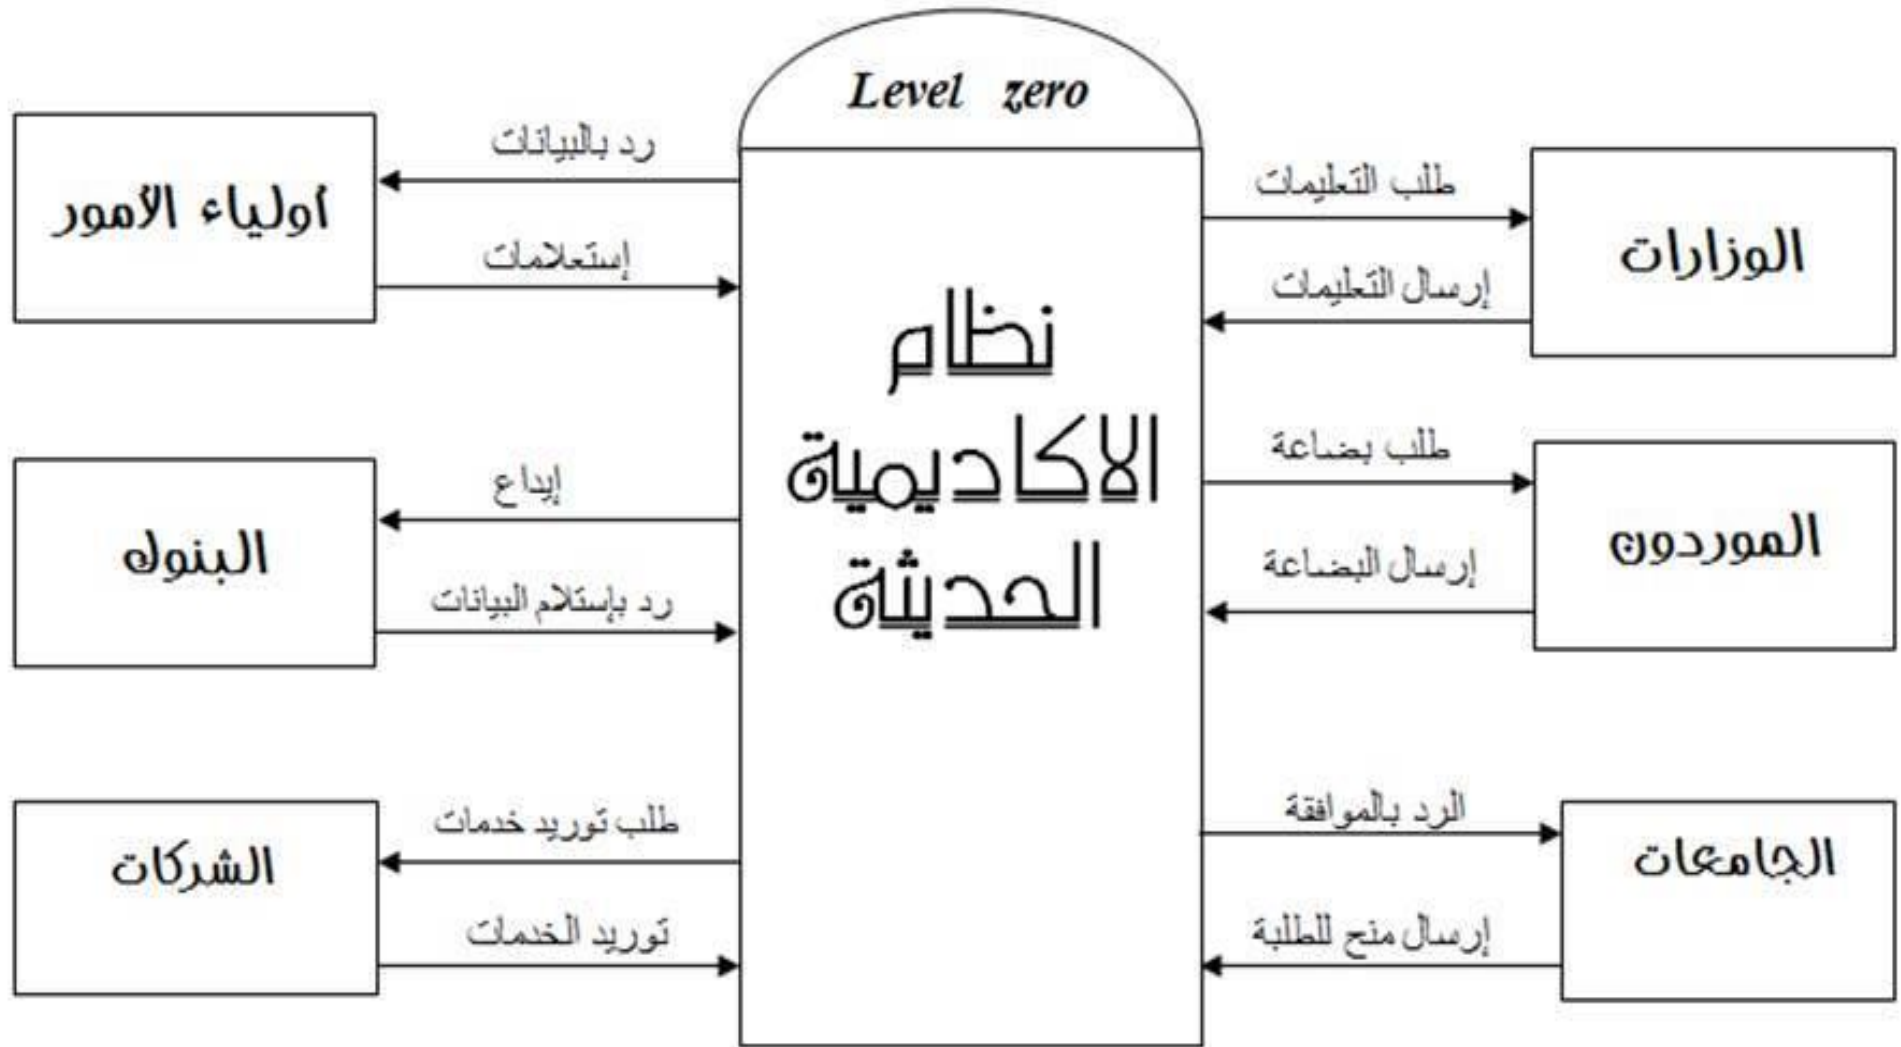 Level zero
نظام
الاكاديمية
الحديثة
الوزارات
طلب التعليمات
إرسال التعليمات
الموردون
طلب بضاعة
إرسال البضاعة
الجامعات
الرد بالموافقة
إرسال منح للطلبة
أولياء الأمور
رد بالبيانات
إستعلامات
البنوك
إيداع
رد بإستلام البيانات
الشركات
طلب توريد خدمات
توريد الخدمات